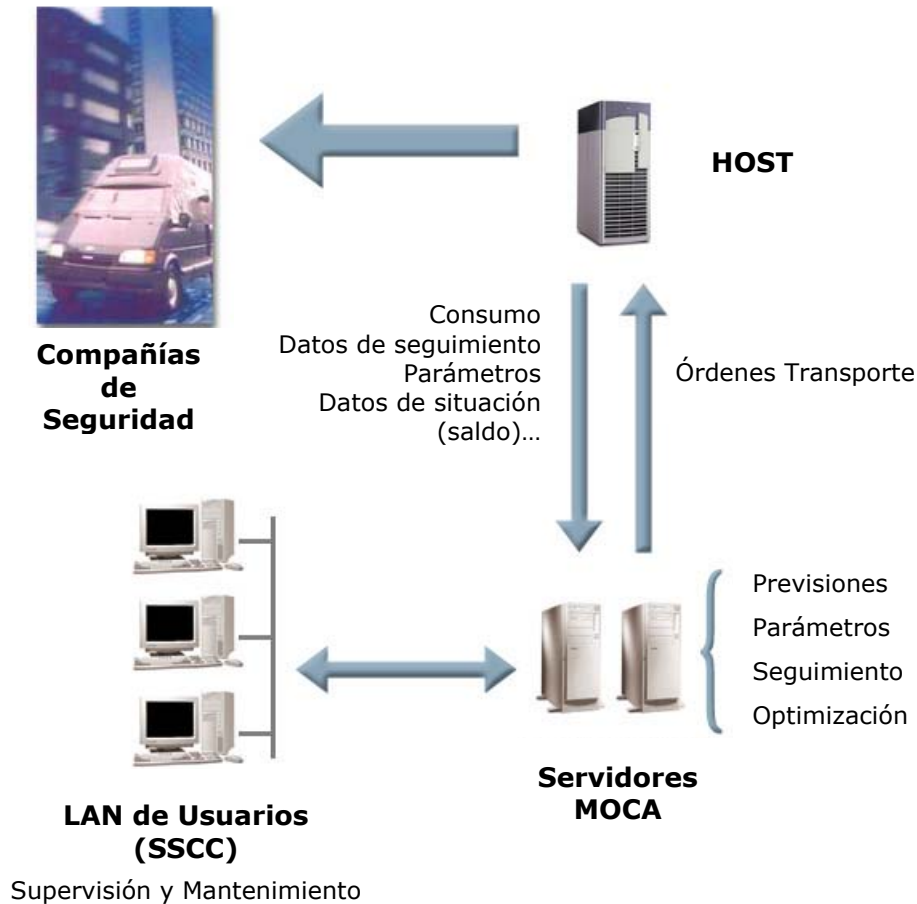 HOST
Compañías
de
Seguridad
Consumo
Datos de seguimiento
Parámetros
Datos de situación
(saldo)…
Órdenes Transporte
Previsiones
Parámetros
Seguimiento
Optimización
Servidores
MOCA
LAN de Usuarios
(SSCC)
Supervisión y Mantenimiento